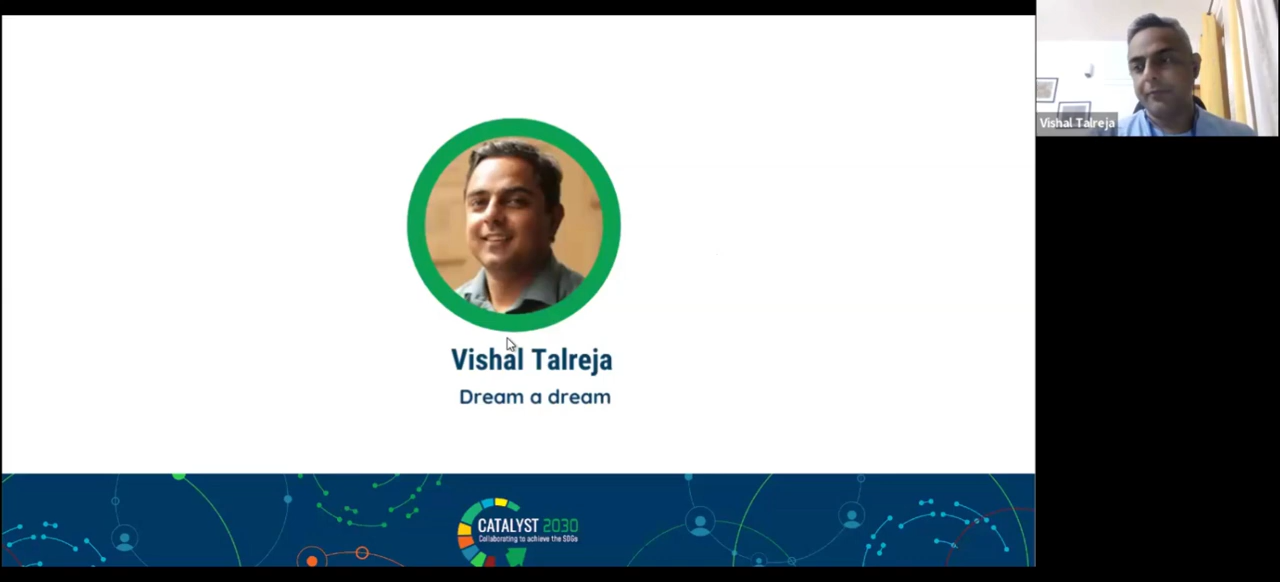 Vishal Talreja
Vishal Talreja
Dream a dream
CATALYST 2030
Collaborating to achieve the SDGs